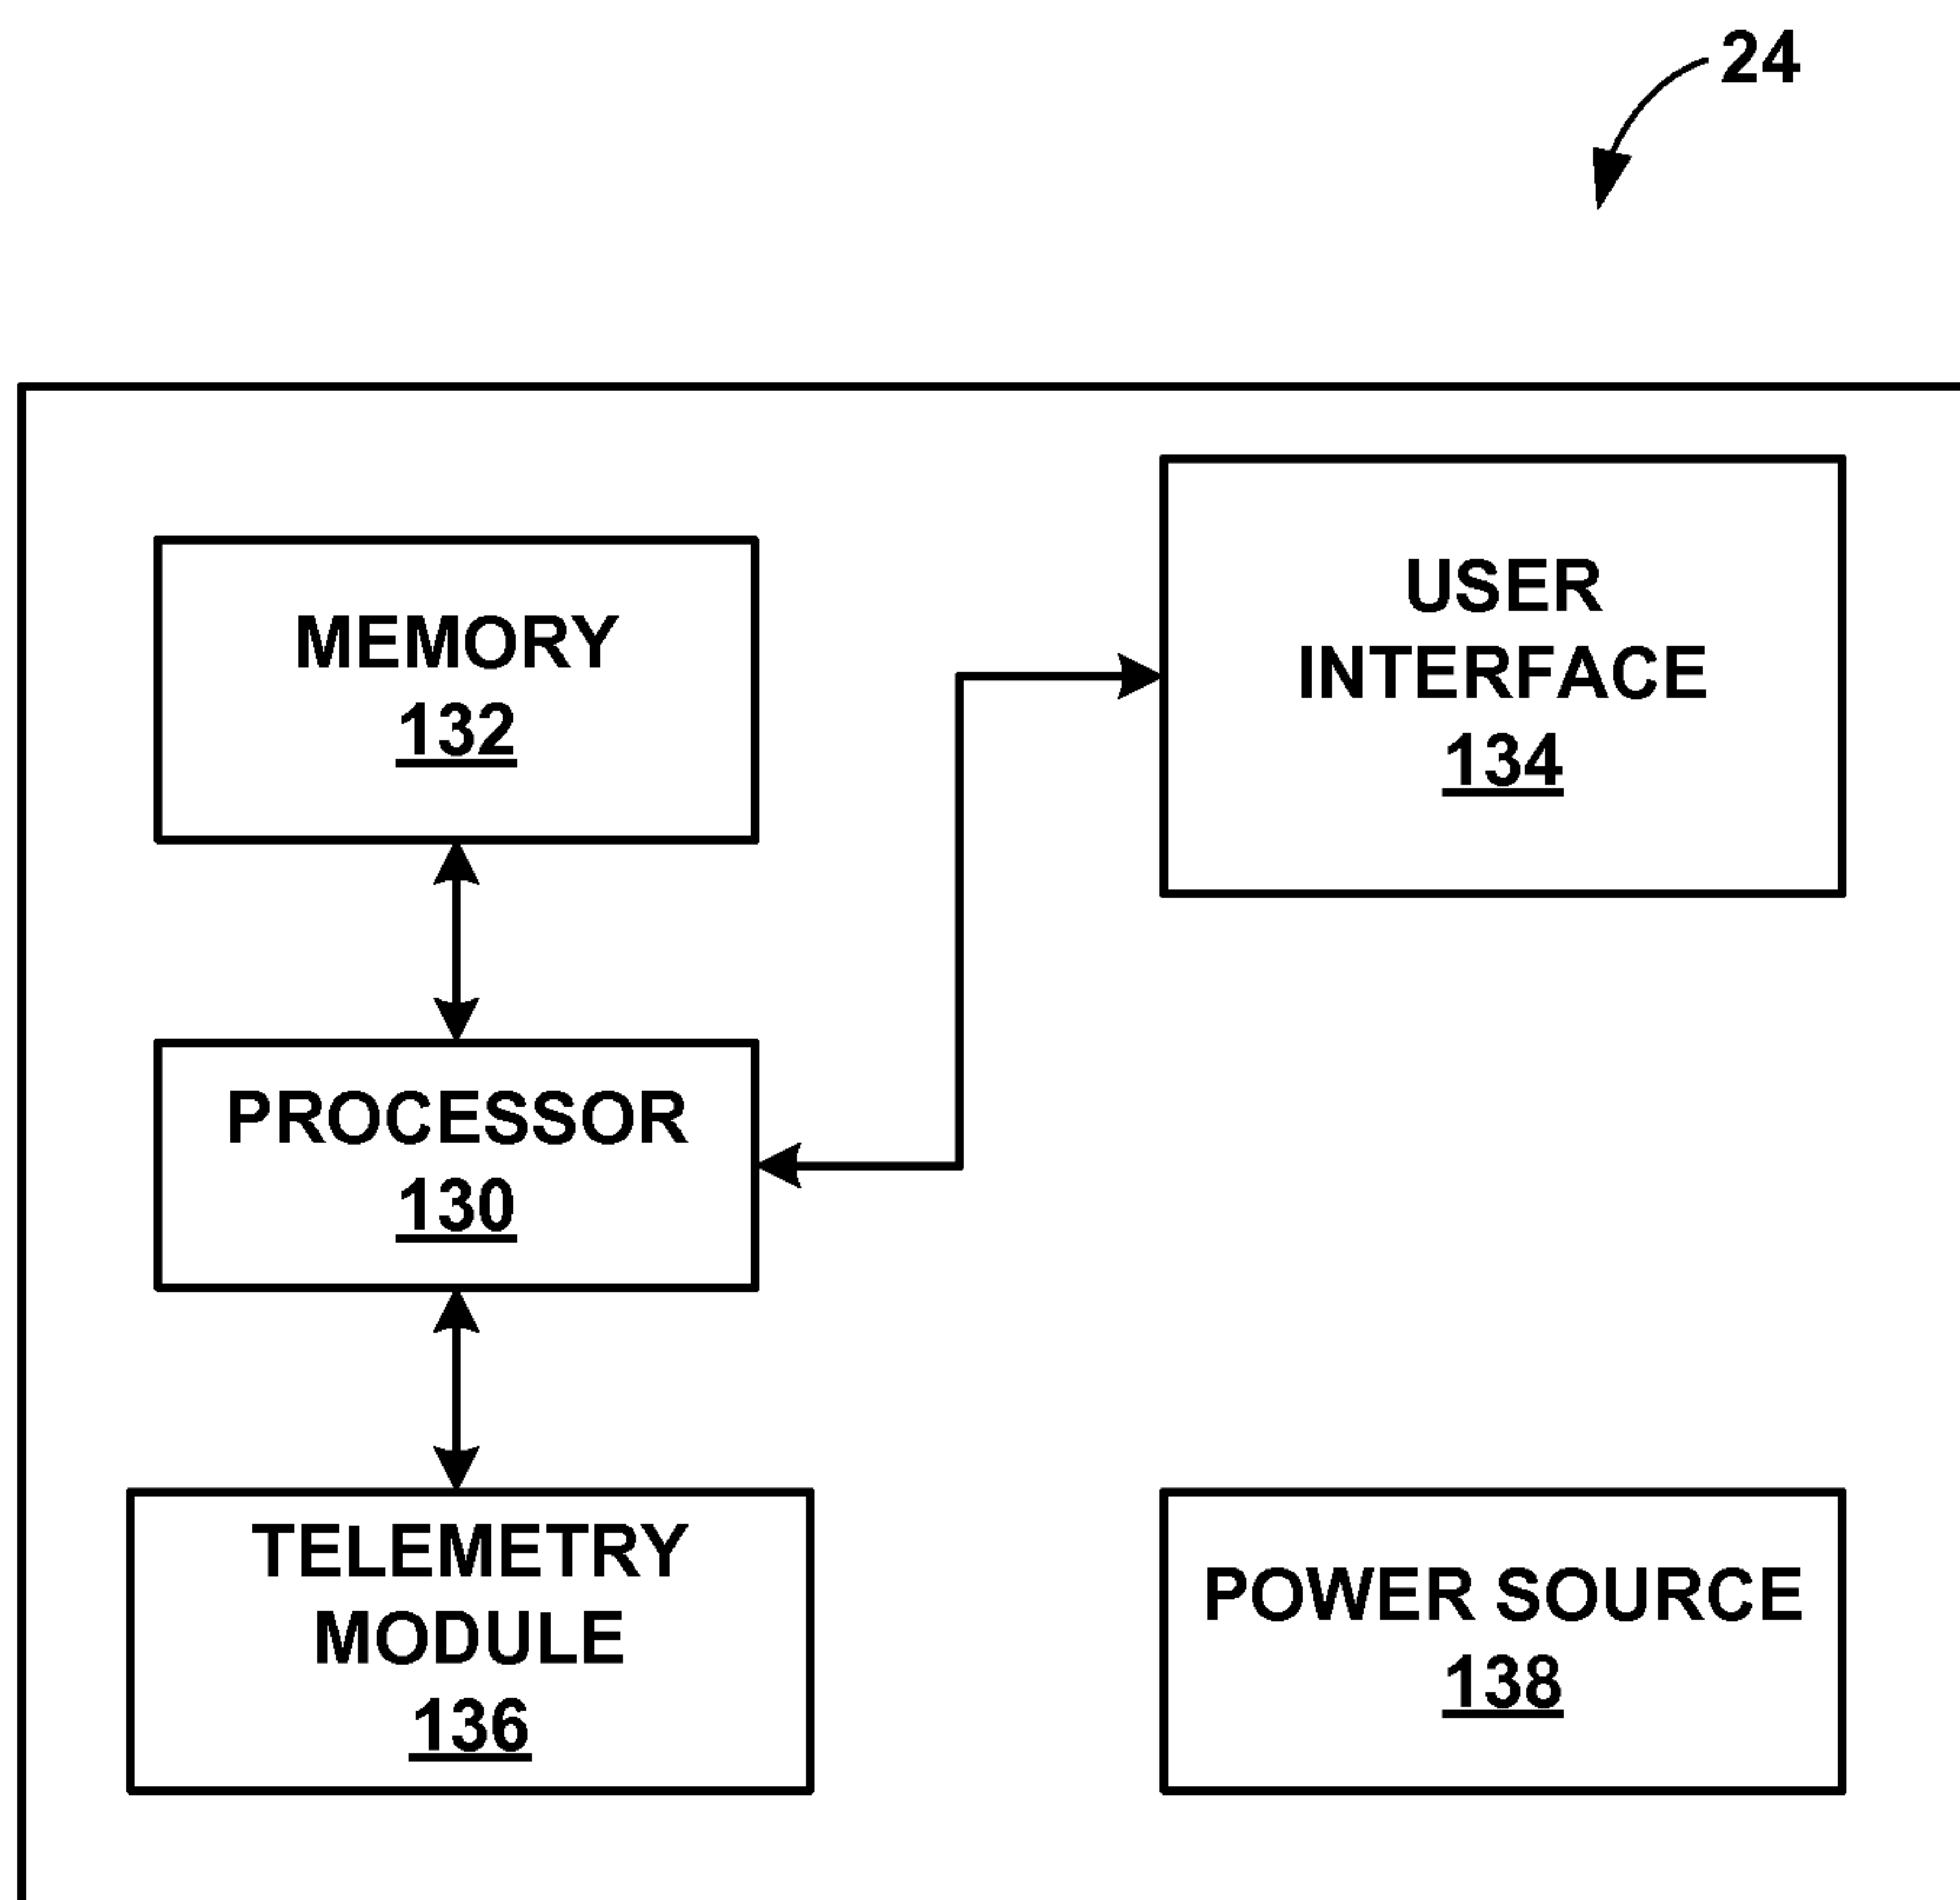 24
MEMORY
132
USER
INTERFACE
134
PROCESSOR
130
TELEMETRY
MODULE
136
POWER SOURCE
138